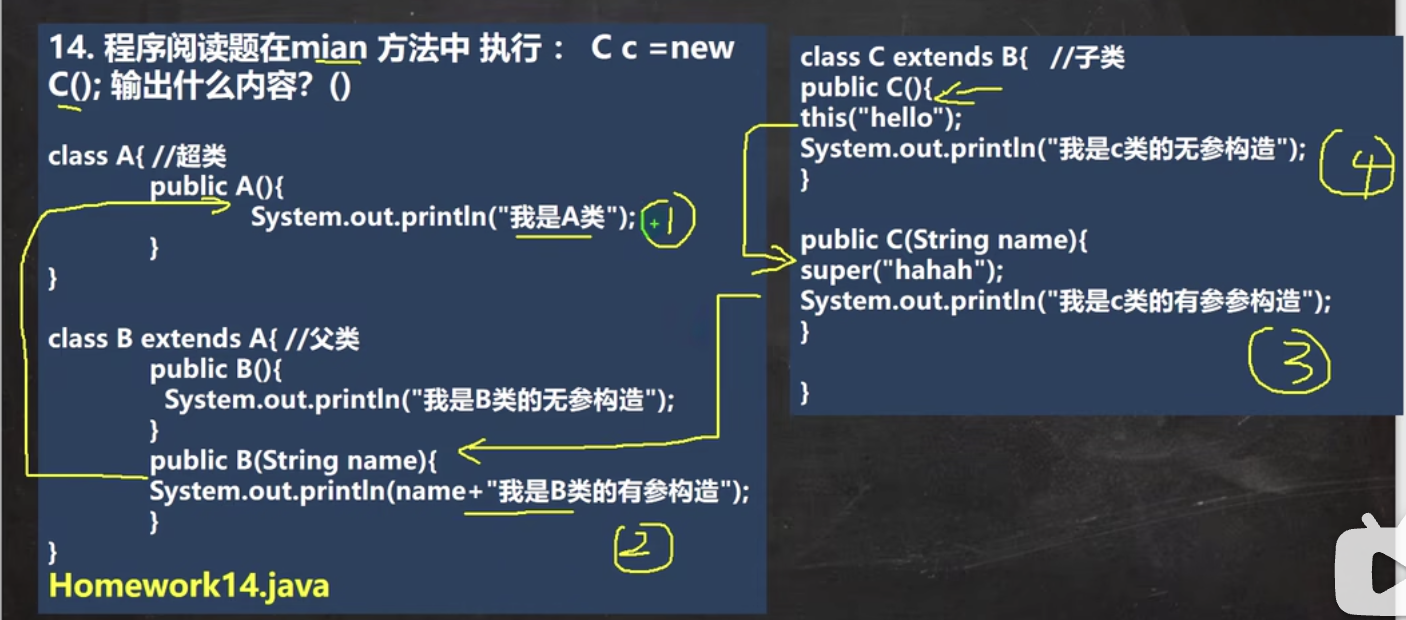 14. 程序阅读题在mian 方法中 执行： C c =new
C(); 输出什么内容？()
class A{ //超类
public A(){
System.out.println("我是A类");
1
}
}
class B extends A{ //父类
public B(){
System.out.println("我是B类的无参构造");
}
public B(String name){
System.out.println(name+"我是B类的有参构造");
}
2
}
Homework14.java
class C extends B{ //子类
public C(){
this("hello");
System.out.println("我是c类的无参构造");
4
}
public C(String name){
super("hahah");
System.out.println("我是c类的有参参构造");
}
3
}